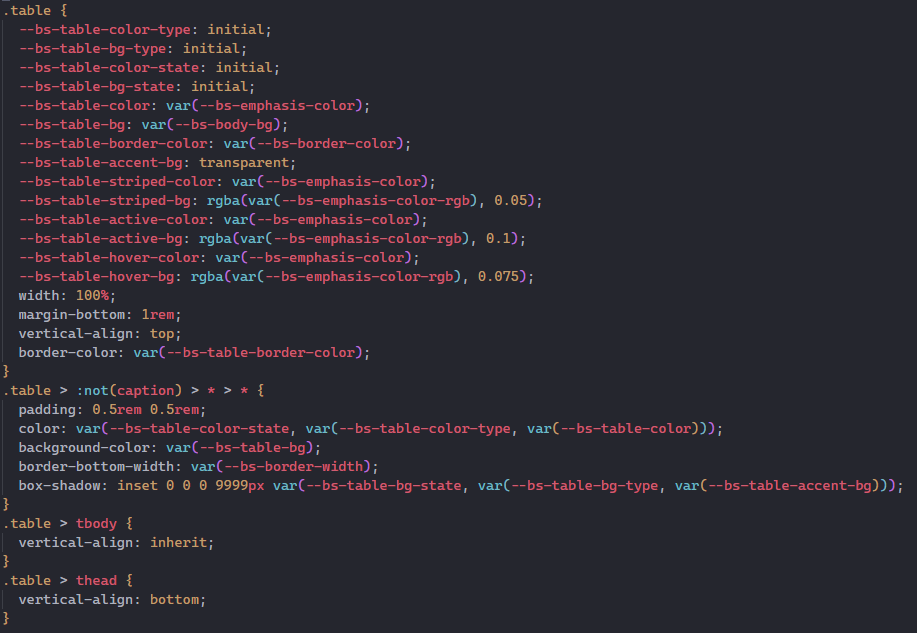 .table {
  --bs-table-color-type: initial;
  --bs-table-bg-type: initial;
  --bs-table-color-state: initial;
  --bs-table-bg-state: initial;
  --bs-table-color: var(--bs-emphasis-color);
  --bs-table-bg: var(--bs-body-bg);
  --bs-table-border-color: var(--bs-border-color);
  --bs-table-accent-bg: transparent;
  --bs-table-striped-color: var(--bs-emphasis-color);
  --bs-table-striped-bg: rgba(var(--bs-emphasis-color-rgb), 0.05);
  --bs-table-active-color: var(--bs-emphasis-color);
  --bs-table-active-bg: rgba(var(--bs-emphasis-color-rgb), 0.1);
  --bs-table-hover-color: var(--bs-emphasis-color);
  --bs-table-hover-bg: rgba(var(--bs-emphasis-color-rgb), 0.075);
  width: 100%;
  margin-bottom: 1rem;
  vertical-align: top;
  border-color: var(--bs-table-border-color);
}
.table > :not(caption) > * > * {
  padding: 0.5rem 0.5rem;
  color: var(--bs-table-color-state, var(--bs-table-color-type, var(--bs-table-color)));
  background-color: var(--bs-table-bg);
  border-bottom-width: var(--bs-border-width);
  box-shadow: inset 0 0 0 9999px var(--bs-table-bg-state, var(--bs-table-bg-type, var(--bs-table-accent-bg)));
}
.table > tbody {
  vertical-align: inherit;
}
.table > thead {
  vertical-align: bottom;
}